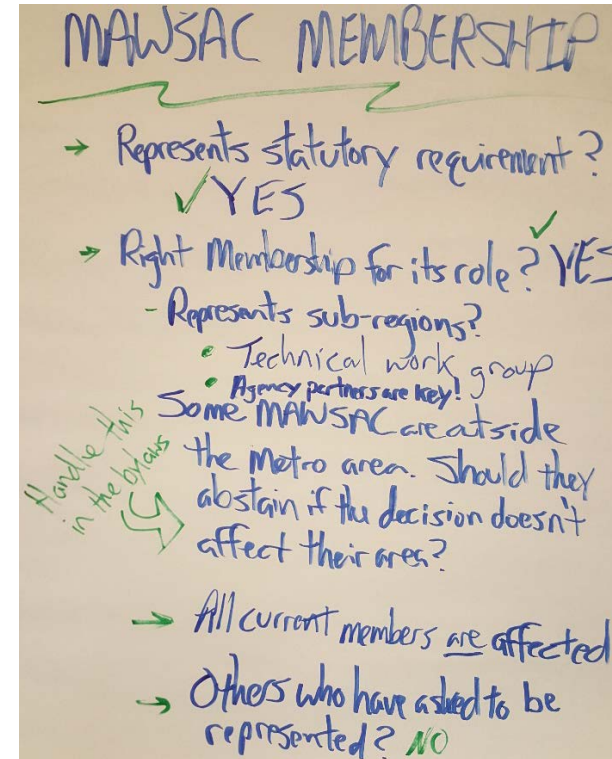 MAWSAC MEMBERSHIP
→ Represents statutory requirement?
✓ YES
→ Right Membership for its role? ✓ YES
- Represents sub-regions?
• Technical work group
• Agency partners are key!
Some MAWSAC are outside
the Metro area. Should they
abstain if the decision doesn't
affect their area?
Handle this
in the bylaws
→ All current members are affected
→ Others who have asked to be
represented? NO